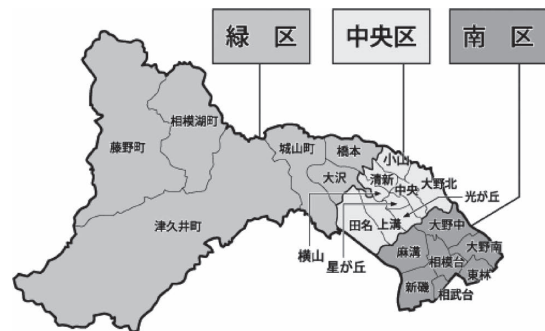 緑 区
中央区
南 区
小山
相模湖町
橋本
城山町
清新
藤野町
大沢
中央
大野北
光が丘
田名
上溝
大野中
津久井町
横山
星が丘
麻溝
大野南
相模台
東林
新磯
相武台